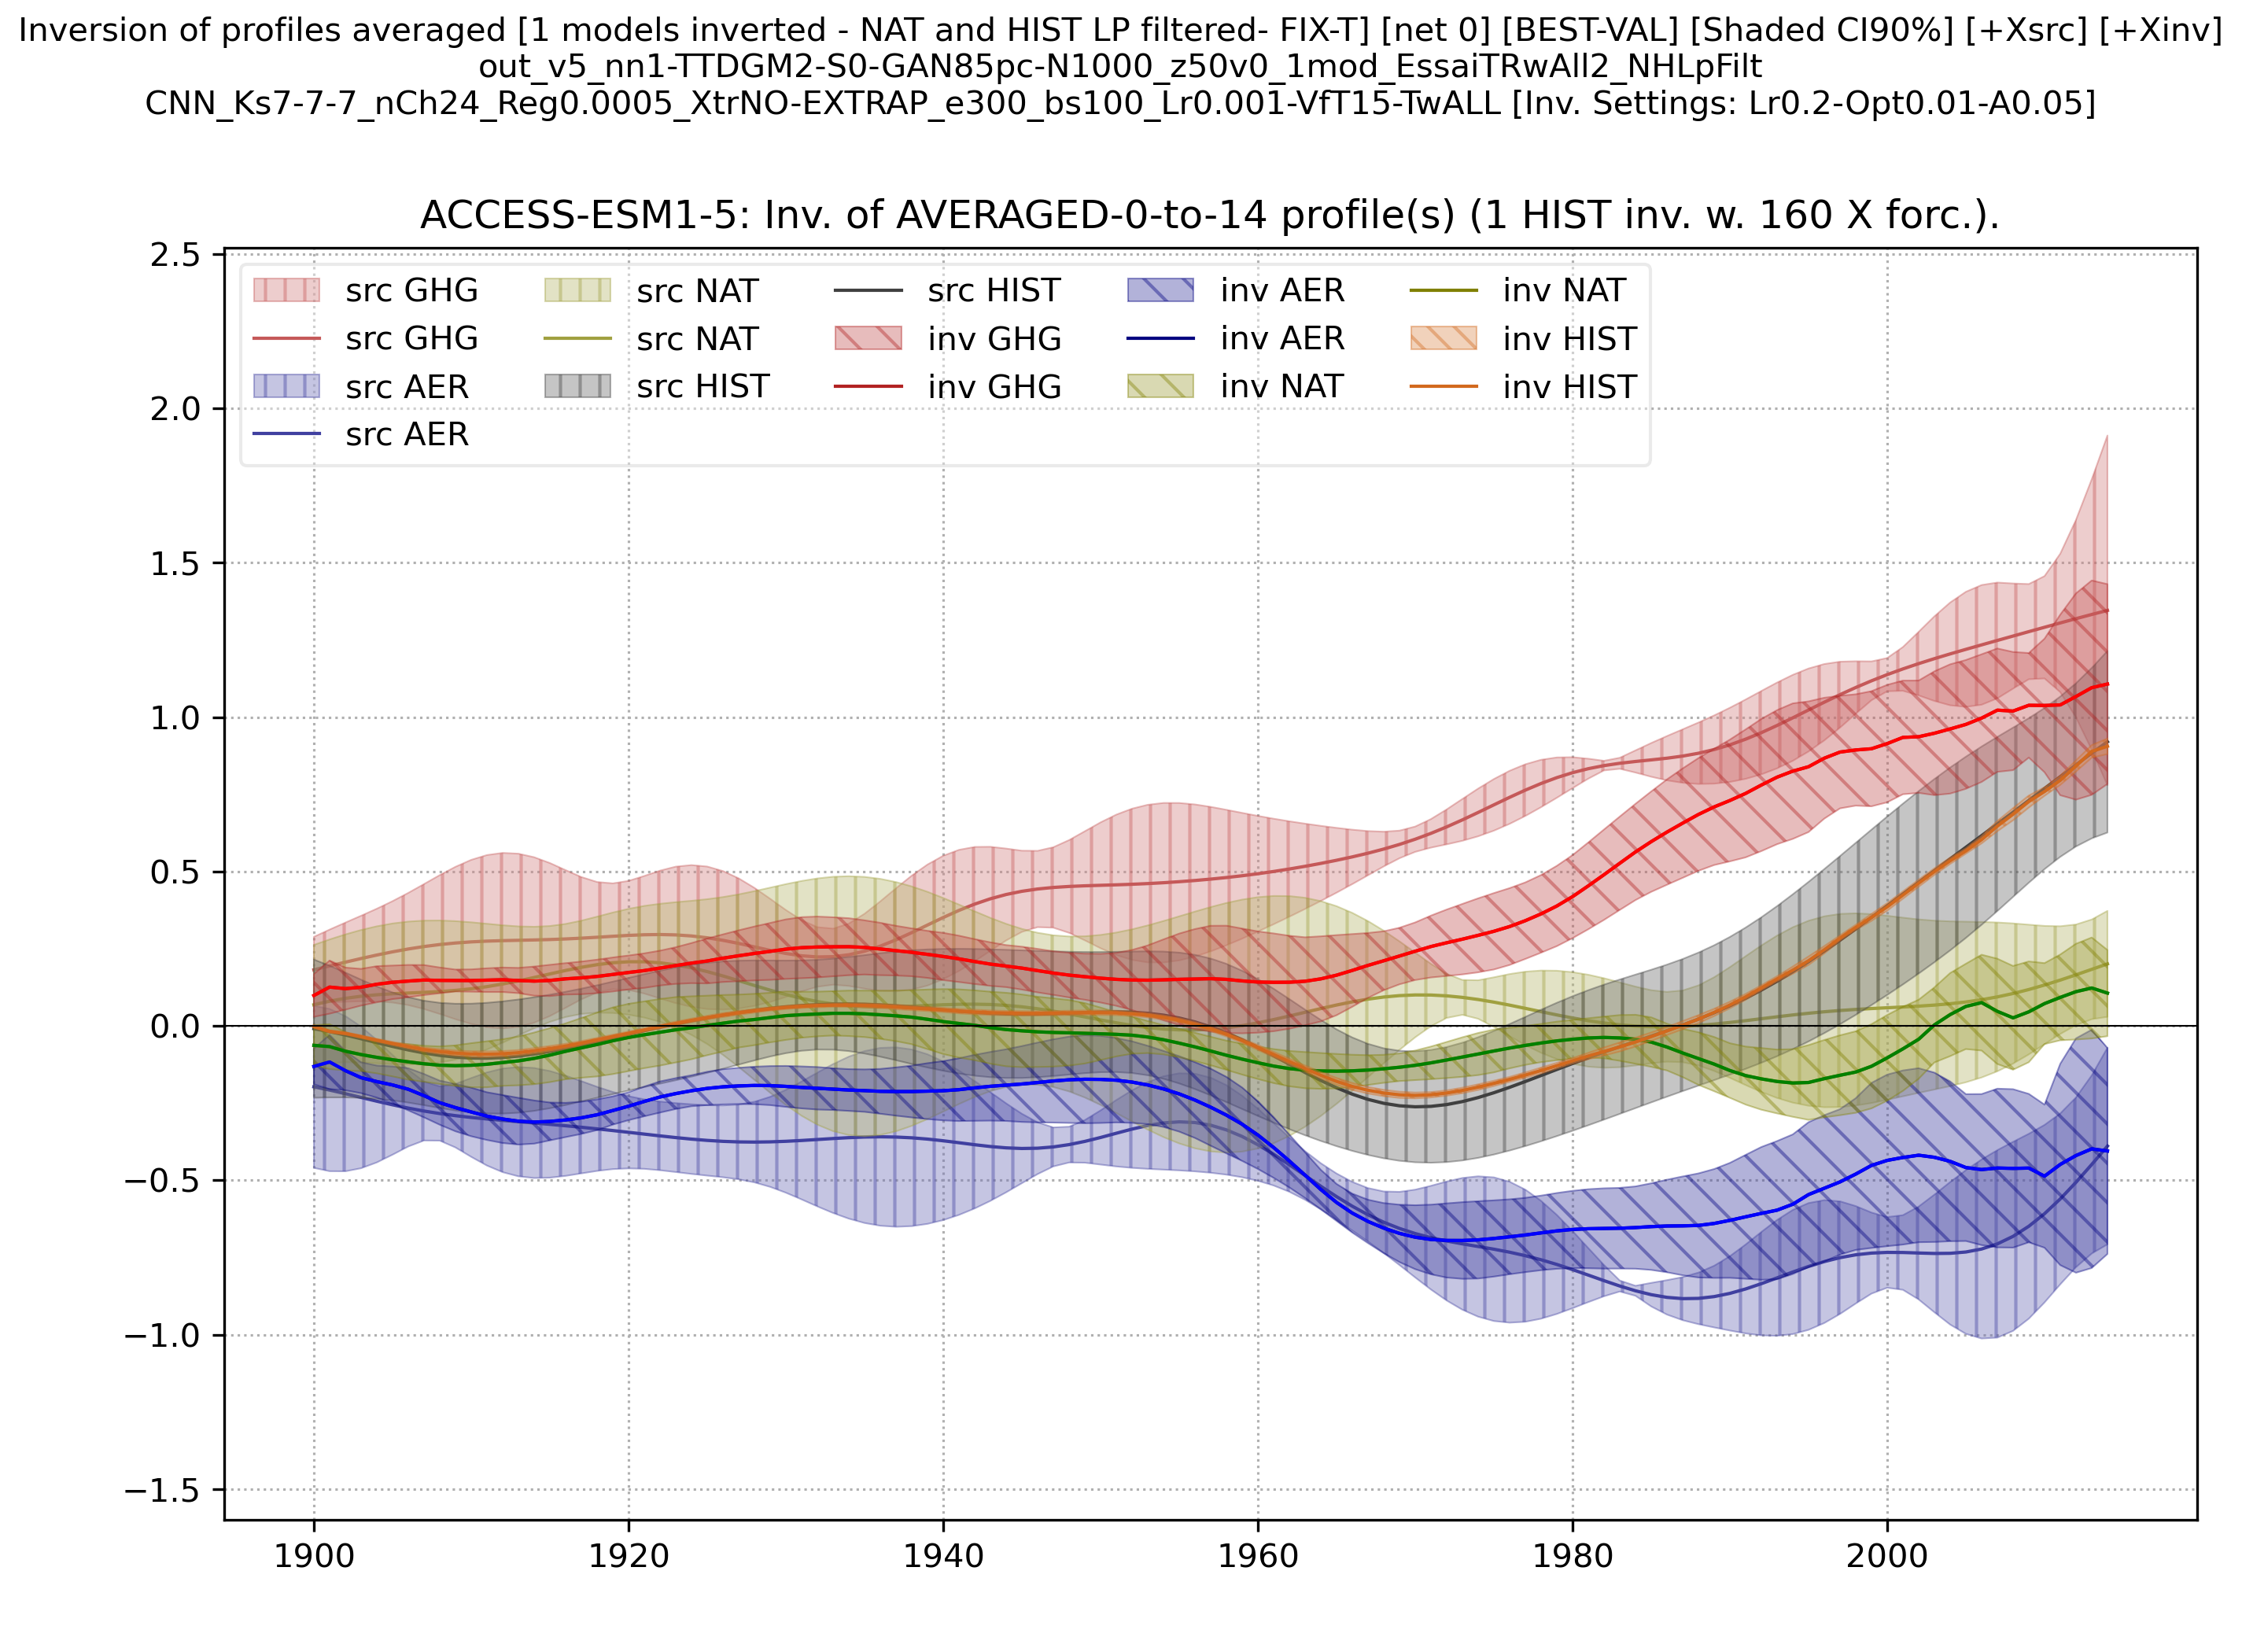 Inversion of profiles averaged [1 models inverted - NAT and HIST LP filtered- FIX-T] [net 0] [BEST-VAL] [Shaded CI90%] [+Xsrc] [+Xinv]
out_v5_nn1-TTDGM2-S0-GAN85pc-N1000_z50v0_1mod_EssaiTRwAll2_NHLpFilt
CNN_Ks7-7-7_nCh24_Reg0.0005_XtrNO-EXTRAP_e300_bs100_Lr0.001-VfT15-TwALL [Inv. Settings: Lr0.2-Opt0.01-A0.05]
ACCESS-ESM1-5: Inv. of AVERAGED-0-to-14 profile(s) (1 HIST inv. w. 160 X forc.).
src GHG
src GHG
src AER
src AER
src NAT
src NAT
src HIST
src HIST
inv GHG
inv GHG
inv AER
inv AER
inv NAT
inv NAT
inv HIST
inv HIST
2.5
2.0
1.5
1.0
0.5
0.0
−0.5
−1.0
−1.5
1900 1920 1940 1960 1980 2000